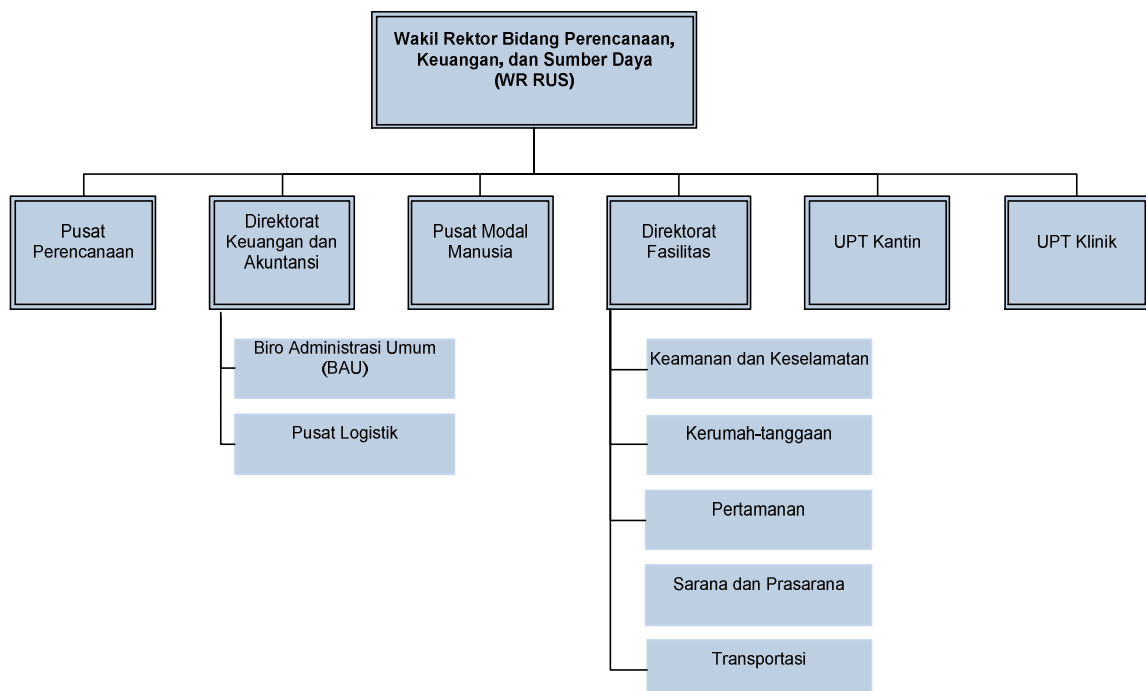 Wakil Rektor Bidang Perencanaan,
Keuangan, dan Sumber Daya
(WR RUS)
Pusat
Perencanaan
Direktorat
Keuangan dan
Akuntansi
Pusat Modal
Manusia
Direktorat
Fasilitas
UPT Kantin
UPT Klinik
Biro Administrasi Umum
(BAU)
Pusat Logistik
Keamanan dan Keselamatan
Kerumah-tanggaan
Pertamanan
Sarana dan Prasarana
Transportasi